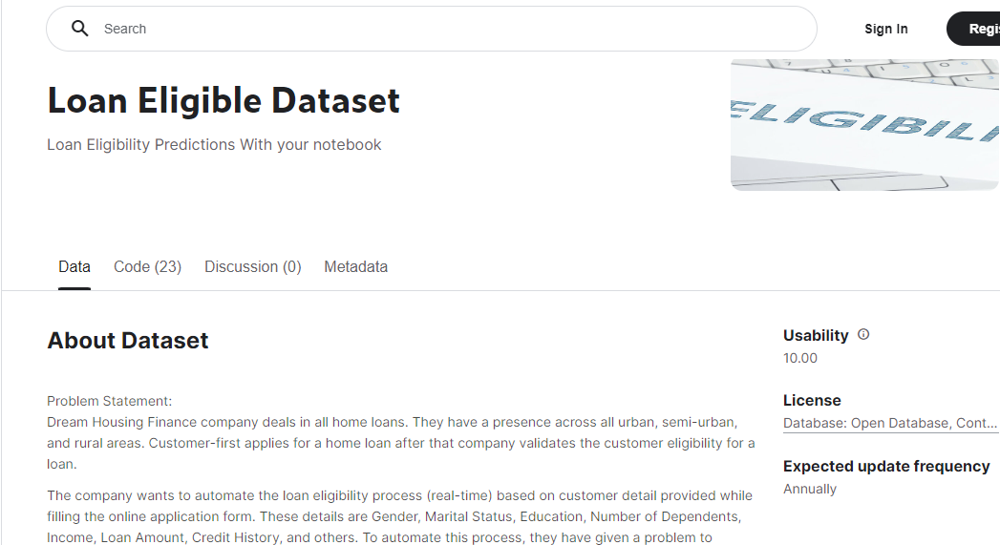 Search
Sign In
Regis
Loan Eligible Dataset
Loan Eligibility Predictions With your notebook
ELIGIBILI
Data
Code (23)
Discussion (0)
Metadata
About Dataset
Usability
10.00
License
Database: Open Database, Cont...
Expected update frequency
Annually
Problem Statement:
Dream Housing Finance company deals in all home loans. They have a presence across all urban, semi-urban,
and rural areas. Customer-first applies for a home loan after that company validates the customer eligibility for a
loan.
The company wants to automate the loan eligibility process (real-time) based on customer detail provided while
filling the online application form. These details are Gender, Marital Status, Education, Number of Dependents,
Income, Loan Amount, Credit History, and others. To automate this process, they have given a problem to